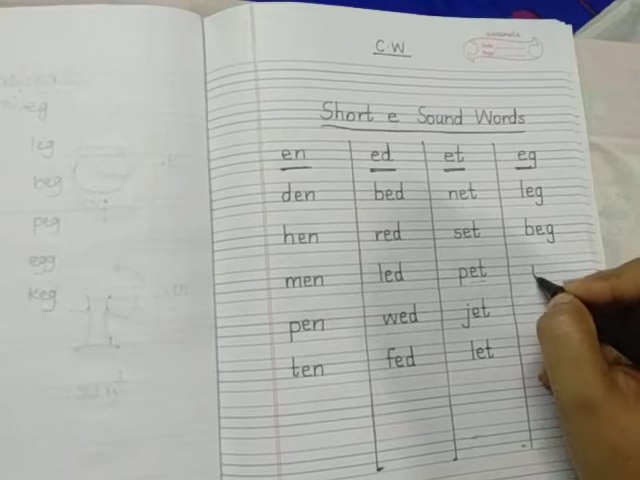 eg
leg
beg
peg
egg
keg
C.W
Short e Sound Words
en ed et eg
den bed net leg
hen red set beg
men led pet
pen wed jet
ten fed let